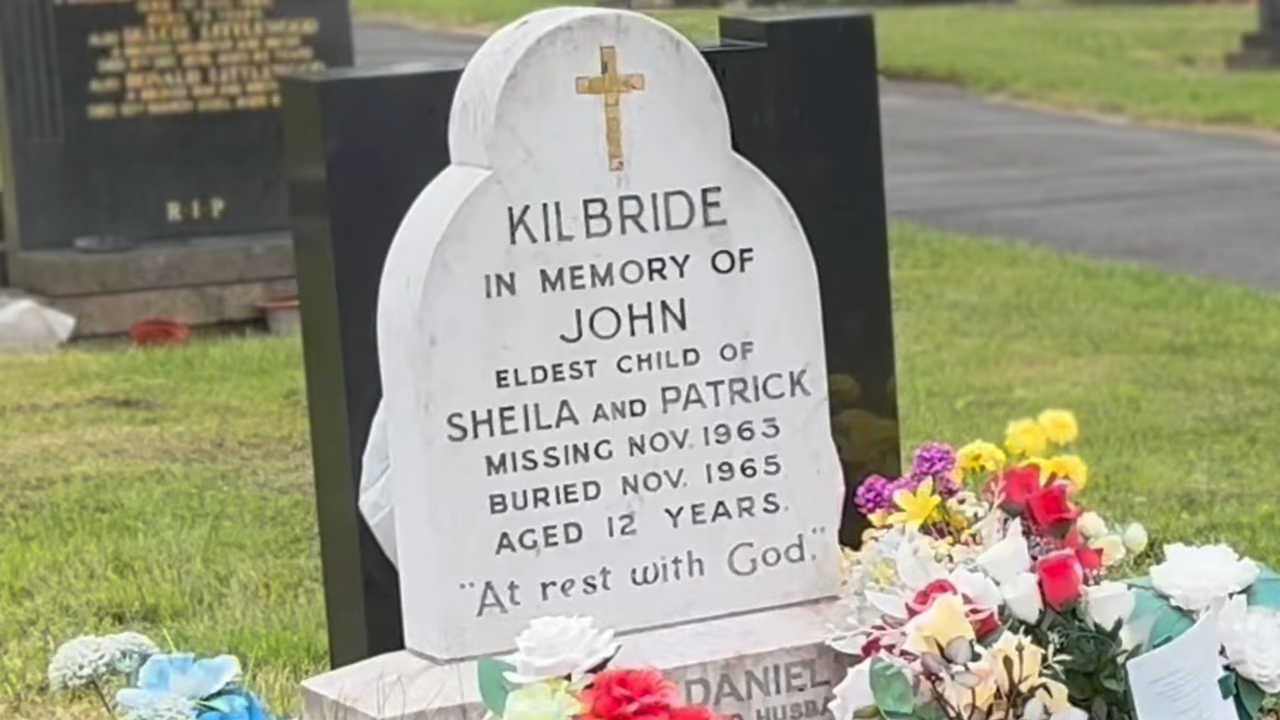 KILBRIDE
IN MEMORY OF
JOHN
ELDEST CHILD OF
SHEILA AND PATRICK
MISSING NOV. 1963
BURIED NOV. 1965
AGED 12 YEARS.
"At rest with God."
DANIEL
R.I.P